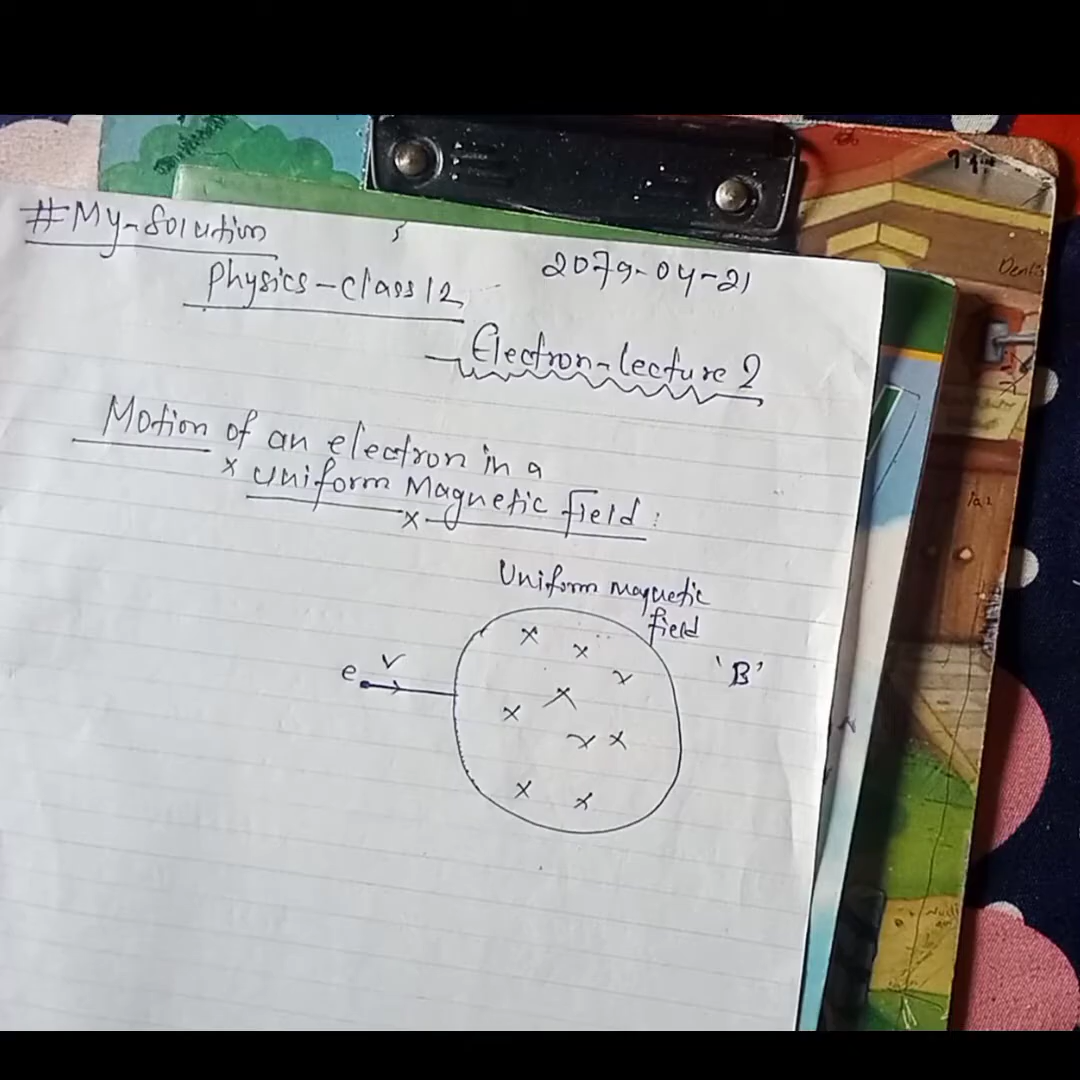 #My-Solution
Physics-class 12
2079-04-21
Electron-lecture 2
Motion of an electron in a
x uniform Magnetic field:
x
Uniform magnetic
field
'B'
e v
x x
x x
x x x
x x